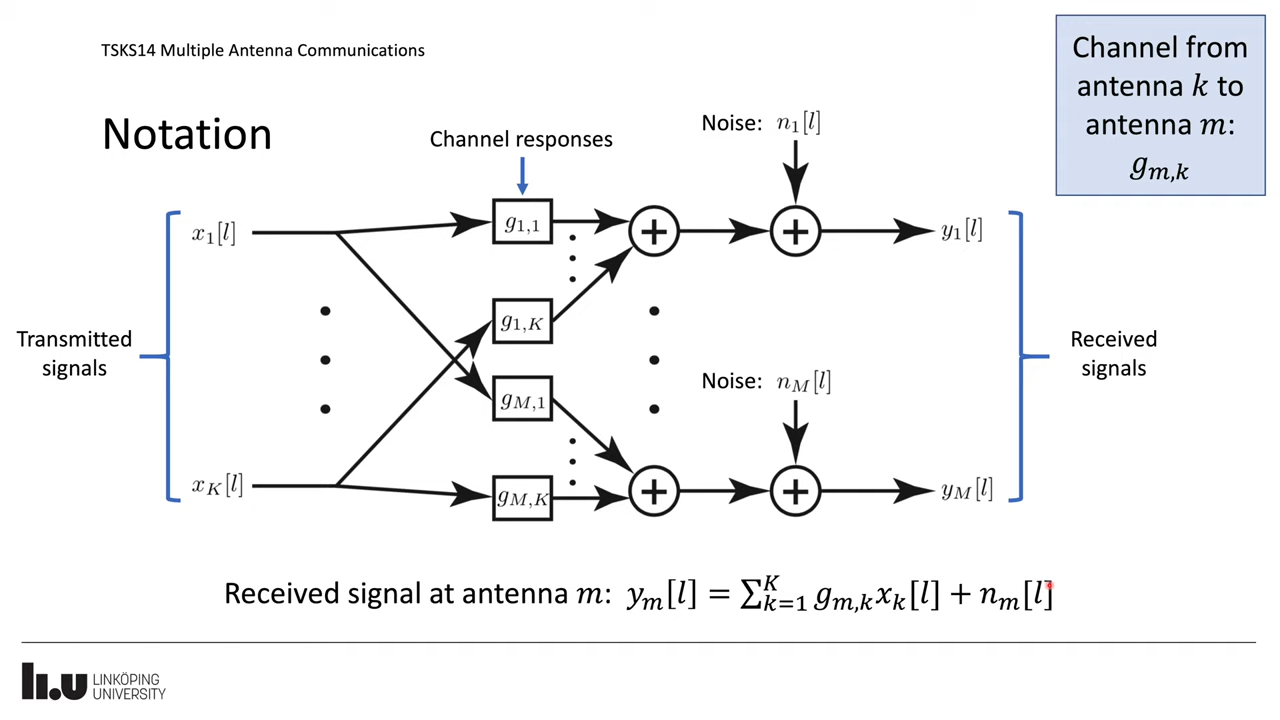 TSKS14 Multiple Antenna Communications
Channel from
antenna k to
antenna m:
g_{m,k}
Notation
Channel responses
Noise: n_1[l]
x_1[l]
g_{1,1}
+
+
y_1[l]
g_{1,K}
Transmitted
signals
Received
signals
Noise: n_M[l]
g_{M,1}
x_K[l]
g_{M,K}
+
+
y_M[l]
Received signal at antenna m: y_m[l] = ∑_{k=1}^{K} g_{m,k}x_k[l] + n_m[l]
li.u LINKÖPING
UNIVERSITY